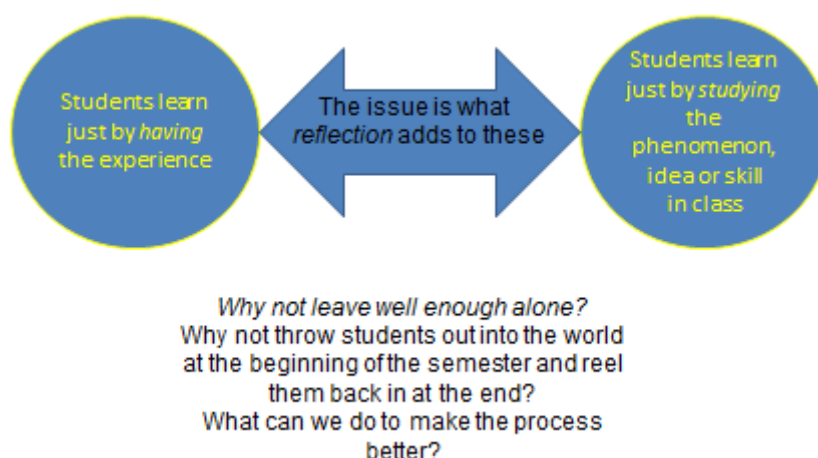 Students learn
just by having
the experience
The issue is what
reflection adds to these
Students learn
just by studying
the
phenomenon,
idea or skill
in class
Why not leave well enough alone?
Why not throw students out into the world
at the beginning of the semester and reel
them back in at the end?
What can we do to make the process
better?